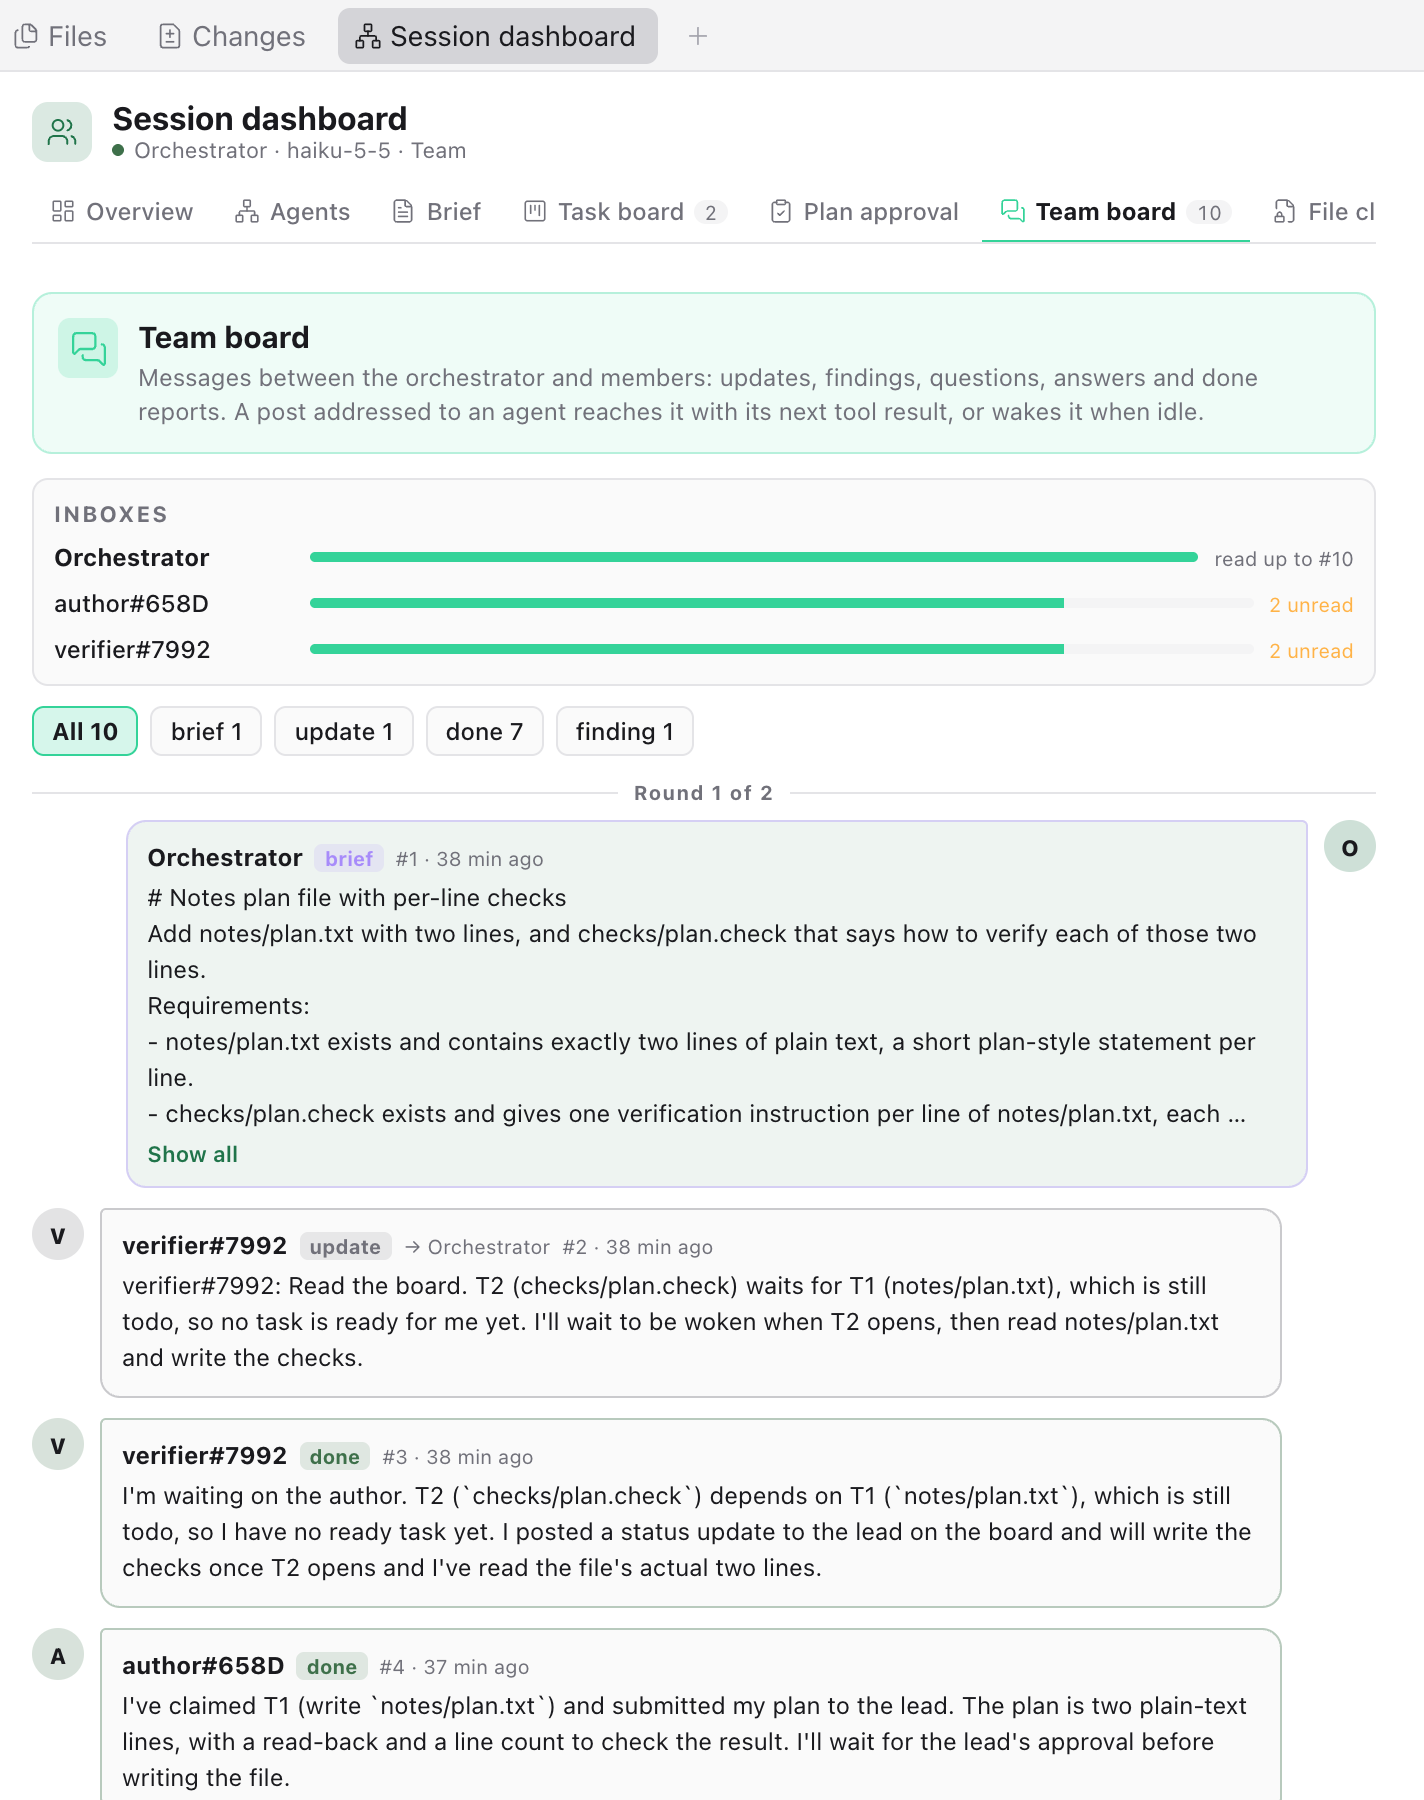 Files
Changes
Session dashboard
Session dashboard
Orchestrator · haiku-5-5 · Team
Overview
Agents
Brief
Task board 2
Plan approval
Team board 10
File cl
Team board
Messages between the orchestrator and members: updates, findings, questions, answers and done
reports. A post addressed to an agent reaches it with its next tool result, or wakes it when idle.
INBOXES
Orchestrator
read up to #10
author#658D
2 unread
verifier#7992
2 unread
All 10
brief 1
update 1
done 7
finding 1
Round 1 of 2
Orchestrator brief #1 · 38 min ago
O
# Notes plan file with per-line checks
Add notes/plan.txt with two lines, and checks/plan.check that says how to verify each of those two
lines.
Requirements:
- notes/plan.txt exists and contains exactly two lines of plain text, a short plan-style statement per
line.
- checks/plan.check exists and gives one verification instruction per line of notes/plan.txt, each ...
Show all
V
verifier#7992 update → Orchestrator #2 · 38 min ago
verifier#7992: Read the board. T2 (checks/plan.check) waits for T1 (notes/plan.txt), which is still
todo, so no task is ready for me yet. I'll wait to be woken when T2 opens, then read notes/plan.txt
and write the checks.
V
verifier#7992 done #3 · 38 min ago
I'm waiting on the author. T2 (`checks/plan.check`) depends on T1 (`notes/plan.txt`), which is still
todo, so I have no ready task yet. I posted a status update to the lead on the board and will write the
checks once T2 opens and I've read the file's actual two lines.
A
author#658D done #4 · 37 min ago
I've claimed T1 (write `notes/plan.txt`) and submitted my plan to the lead. The plan is two plain-text
lines, with a read-back and a line count to check the result. I'll wait for the lead's approval before
writing the file.